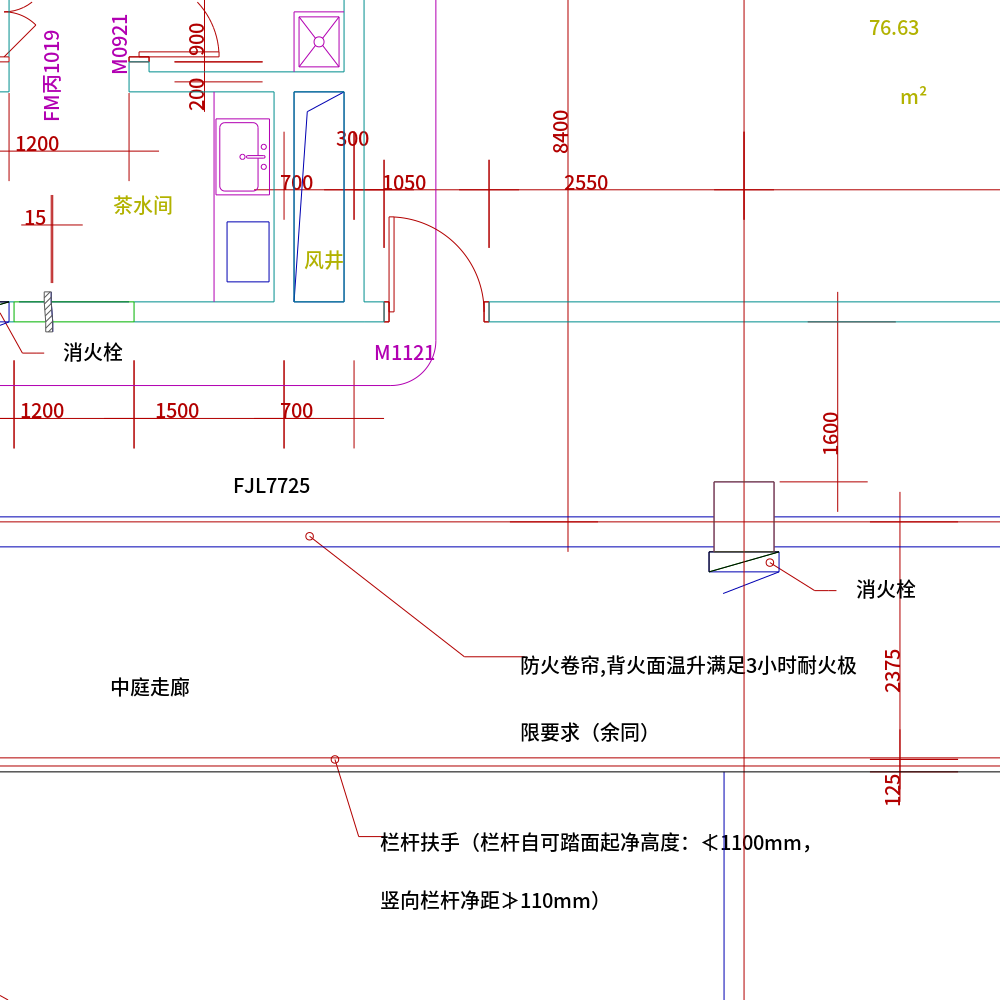 76.63
m²
FM丙1019
M0921
900
200
1200
300
8400
700
1050
2550
茶水间
15
风井
消火栓
M1121
1200
1500
700
1600
FJL7725
消火栓
防火卷帘,背火面温升满足3小时耐火极
限要求（余同）
中庭走廊
2375
125
栏杆扶手（栏杆自可踏面起净高度：≮1100mm，
竖向栏杆净距≯110mm）